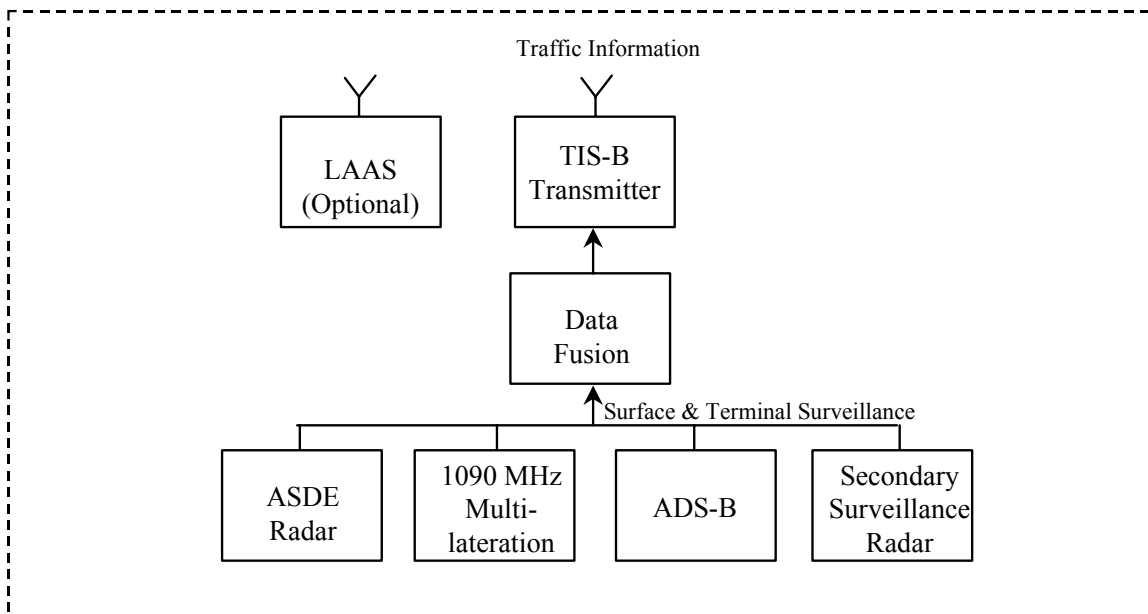 Traffic Information
LAAS
(Optional)
TIS-B
Transmitter
Data
Fusion
Surface & Terminal Surveillance
ASDE
Radar
1090 MHz
Multi-
lateration
ADS-B
Secondary
Surveillance
Radar